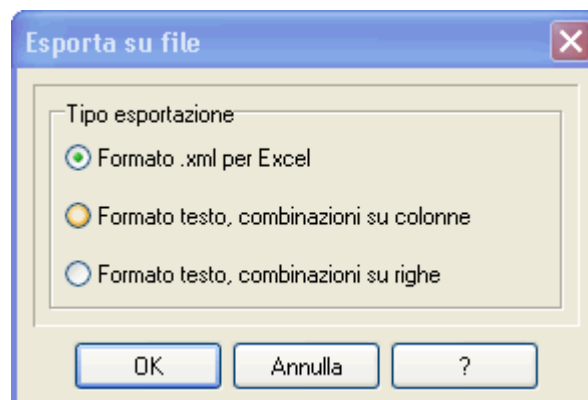 Esporta su file
Tipo esportazione
Formato .xml per Excel
Formato testo, combinazioni su colonne
Formato testo, combinazioni su righe
OK Annulla ?